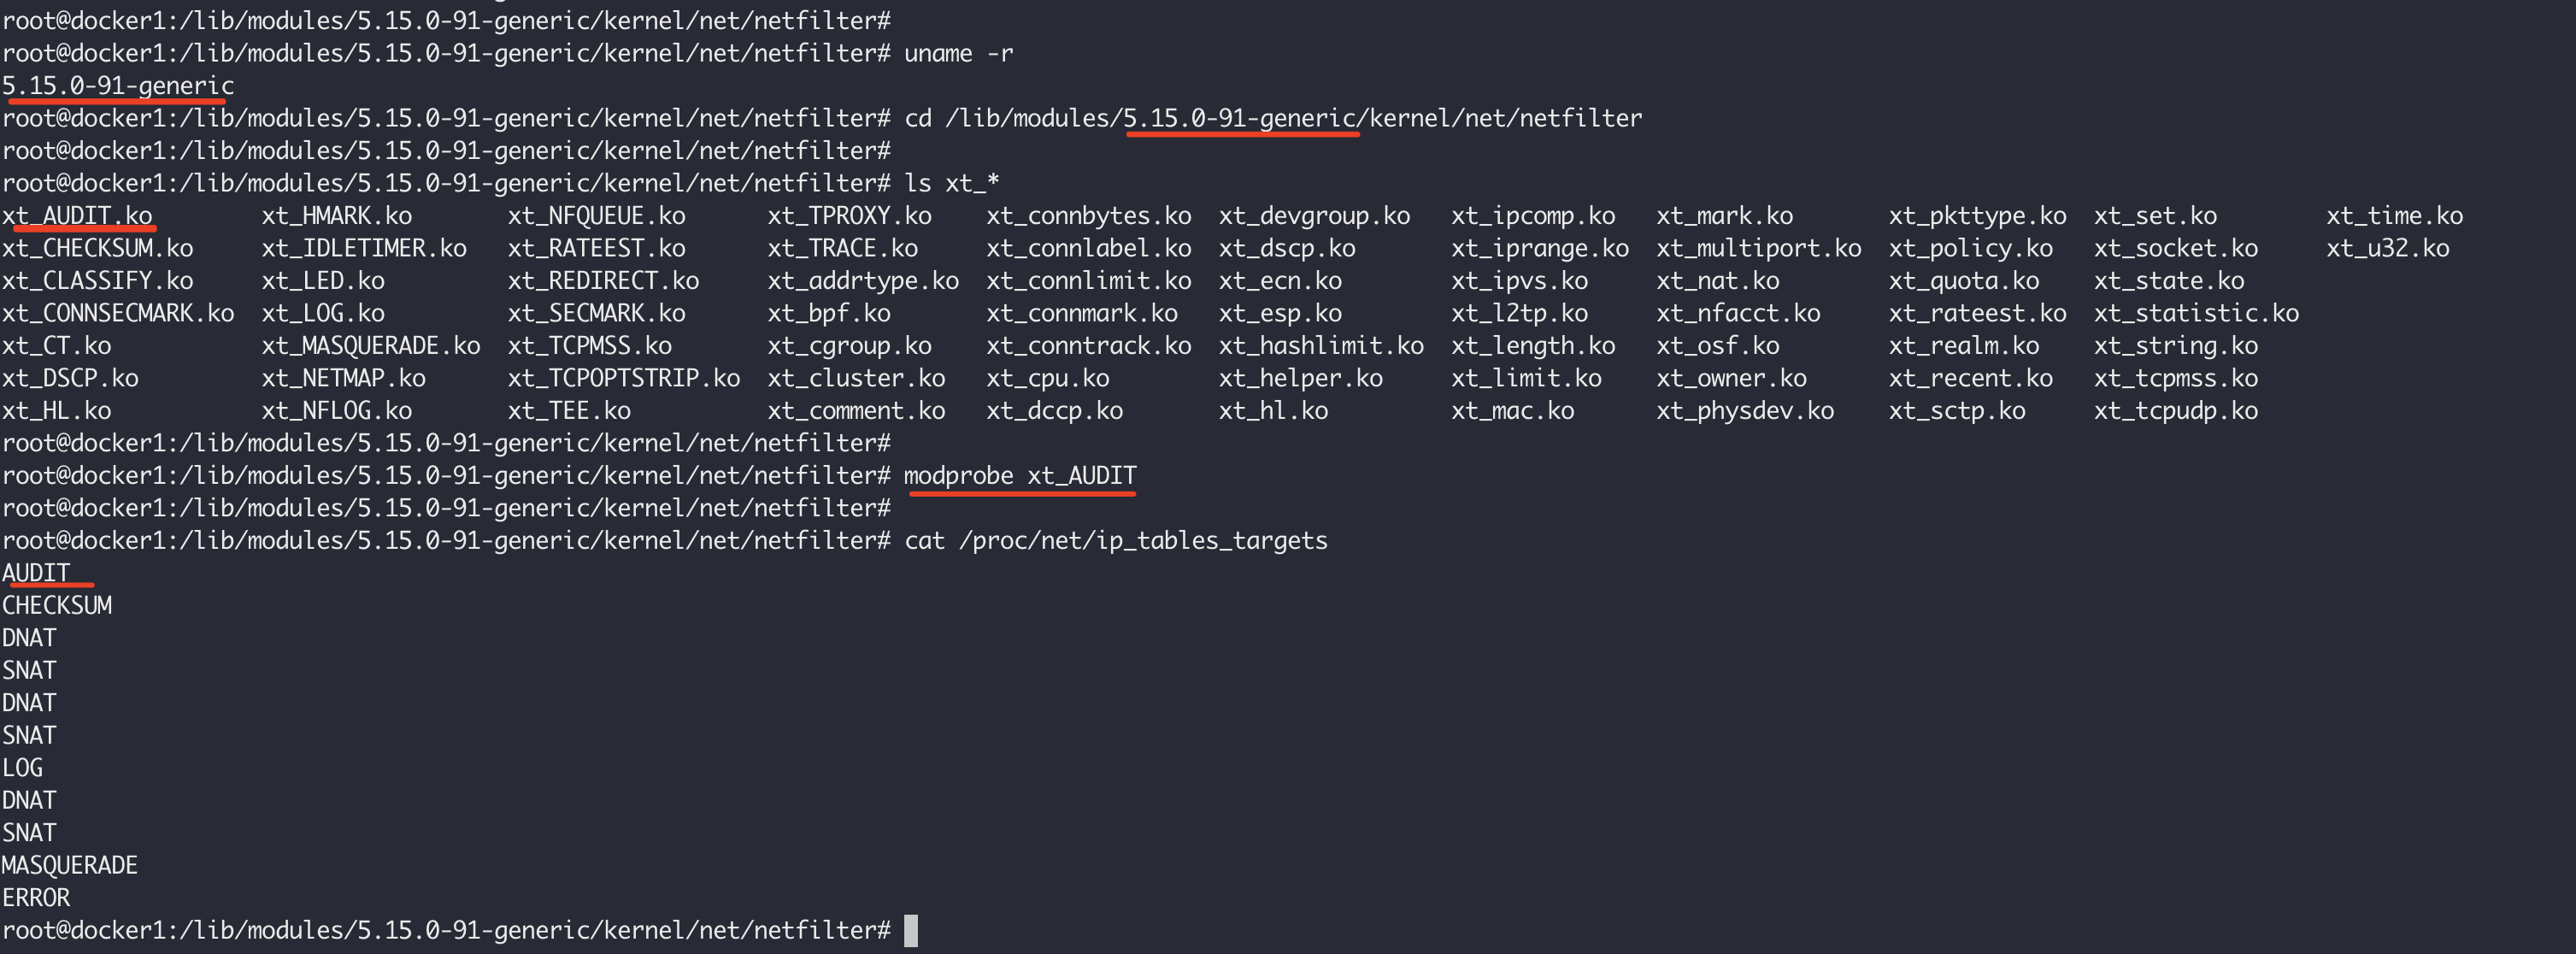 root@docker1:/lib/modules/5.15.0-91-generic/kernel/net/netfilter#
root@docker1:/lib/modules/5.15.0-91-generic/kernel/net/netfilter# uname -r
5.15.0-91-generic
root@docker1:/lib/modules/5.15.0-91-generic/kernel/net/netfilter# cd /lib/modules/5.15.0-91-generic/kernel/net/netfilter
root@docker1:/lib/modules/5.15.0-91-generic/kernel/net/netfilter#
root@docker1:/lib/modules/5.15.0-91-generic/kernel/net/netfilter# ls xt_*
xt_AUDIT.ko xt_HMARK.ko xt_NFQUEUE.ko xt_TPROXY.ko xt_connbytes.ko xt_devgroup.ko xt_ipcomp.ko xt_mark.ko xt_pkttype.ko xt_set.ko xt_time.ko
xt_CHECKSUM.ko xt_IDLETIMER.ko xt_RATEEST.ko xt_TRACE.ko xt_connlabel.ko xt_dscp.ko xt_iprange.ko xt_multiport.ko xt_policy.ko xt_socket.ko xt_u32.ko
xt_CLASSIFY.ko xt_LED.ko xt_REDIRECT.ko xt_addrtype.ko xt_connlimit.ko xt_ecn.ko xt_ipvs.ko xt_nat.ko xt_quota.ko xt_state.ko
xt_CONNSECMARK.ko xt_LOG.ko xt_SECMARK.ko xt_bpf.ko xt_connmark.ko xt_esp.ko xt_l2tp.ko xt_nfacct.ko xt_rateest.ko xt_statistic.ko
xt_CT.ko xt_MASQUERADE.ko xt_TCPMSS.ko xt_cgroup.ko xt_conntrack.ko xt_hashlimit.ko xt_length.ko xt_osf.ko xt_realm.ko xt_string.ko
xt_DSCP.ko xt_NETMAP.ko xt_TCPOPTSTRIP.ko xt_cluster.ko xt_cpu.ko xt_helper.ko xt_limit.ko xt_owner.ko xt_recent.ko xt_tcpmss.ko
xt_HL.ko xt_NFLOG.ko xt_TEE.ko xt_comment.ko xt_dccp.ko xt_hl.ko xt_mac.ko xt_physdev.ko xt_sctp.ko xt_tcpudp.ko
root@docker1:/lib/modules/5.15.0-91-generic/kernel/net/netfilter#
root@docker1:/lib/modules/5.15.0-91-generic/kernel/net/netfilter# modprobe xt_AUDIT
root@docker1:/lib/modules/5.15.0-91-generic/kernel/net/netfilter#
root@docker1:/lib/modules/5.15.0-91-generic/kernel/net/netfilter# cat /proc/net/ip_tables_targets
AUDIT
CHECKSUM
DNAT
SNAT
DNAT
SNAT
LOG
DNAT
SNAT
MASQUERADE
ERROR
root@docker1:/lib/modules/5.15.0-91-generic/kernel/net/netfilter#